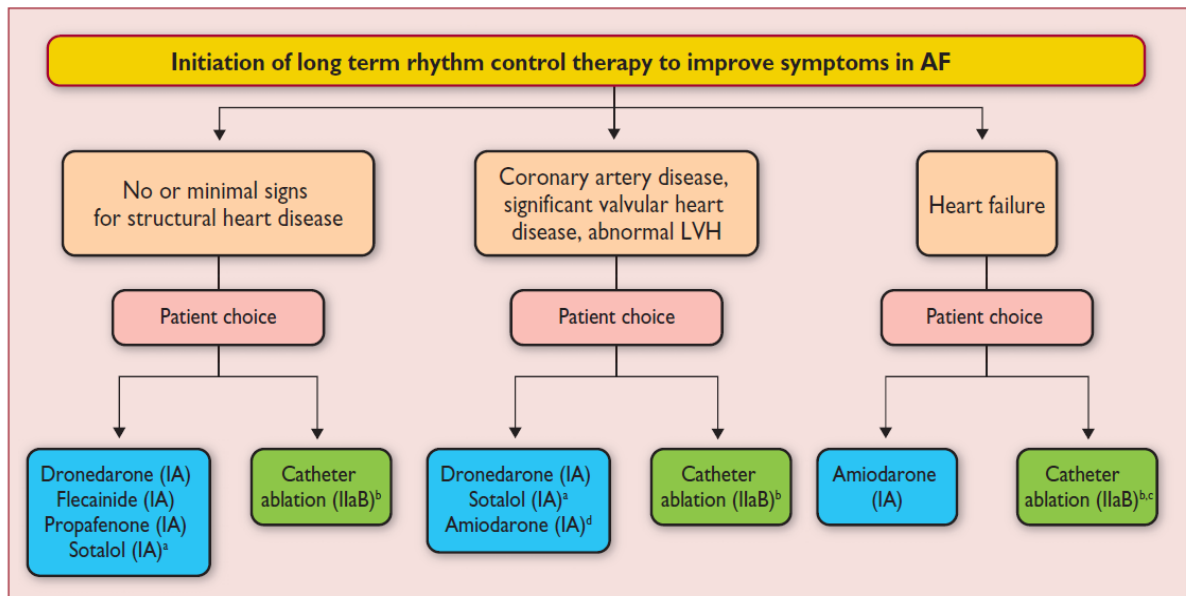 Initiation of long term rhythm control therapy to improve symptoms in AF
No or minimal signs
for structural heart disease
Coronary artery disease,
significant valvular heart
disease, abnormal LVH
Heart failure
Patient choice
Patient choice
Patient choice
Dronedarone (IA)
Flecainide (IA)
Propafenone (IA)
Sotalol (IA)ᵃ
Catheter
ablation (IIaB)ᵇ
Dronedarone (IA)
Sotalol (IA)ᵃ
Amiodarone (IA)ᵈ
Catheter
ablation (IIaB)ᵇ
Amiodarone
(IA)
Catheter
ablation (IIaB)ᵇ,ᶜ